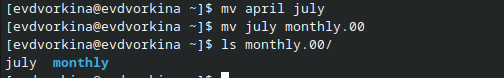 [evdvorkina@evdvorkina ~]$ mv april july
[evdvorkina@evdvorkina ~]$ mv july monthly.00
[evdvorkina@evdvorkina ~]$ ls monthly.00/
july monthly
[evdvorkina@evdvorkina ~]$